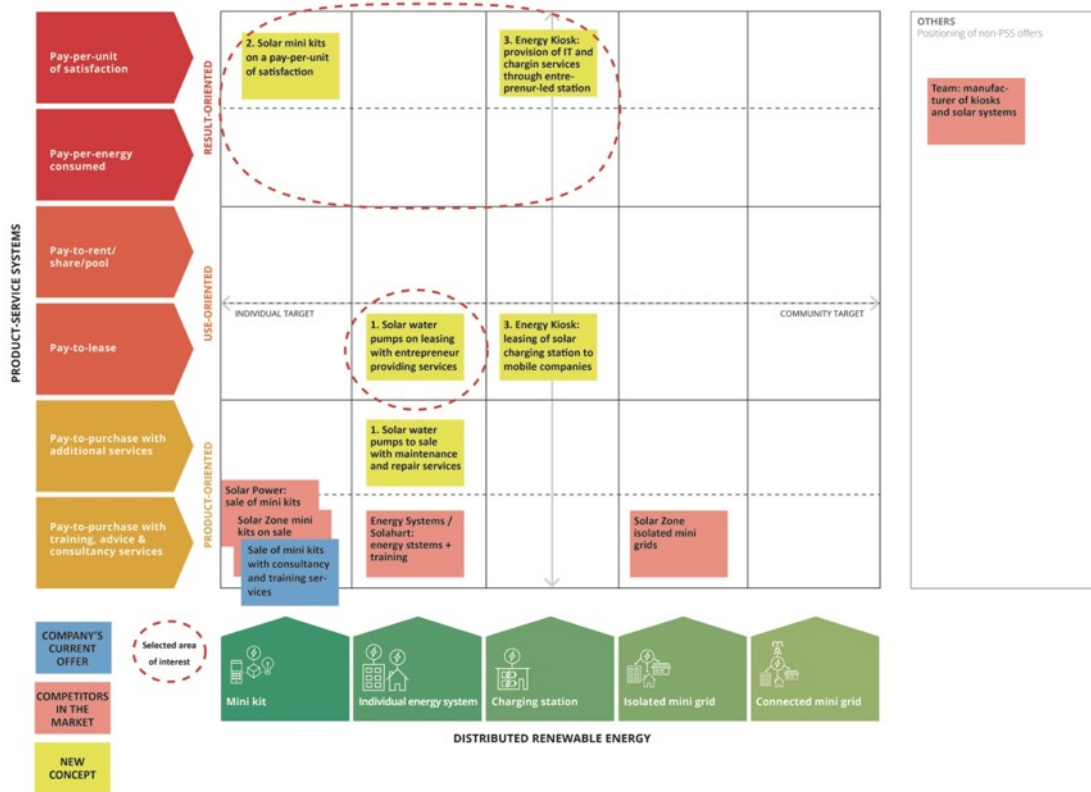 OTHERS
Positioning of non-PSS offers
Team: manufac-
turer of kiosks
and solar systems
PRODUCT-SERVICE SYSTEMS
Pay-per-unit
of satisfaction
Pay-per-energy
consumed
Pay-to-rent/
share/pool
Pay-to-lease
Pay-to-purchase with
additional services
Pay-to-purchase with
training, advice &
consultancy services
RESULT-ORIENTED
USE-ORIENTED
PRODUCT-ORIENTED
2. Solar mini kits
on a pay-per-unit
of satisfaction
3. Energy Kiosk:
provision of IT and
chargin services
through entre-
prenur-led station
INDIVIDUAL TARGET
COMMUNITY TARGET
1. Solar water
pumps on leasing
with entrepreneur
providing services
3. Energy Kiosk:
leasing of solar
charging station to
mobile companies
1. Solar water
pumps to sale
with maintenance
and repair services
Solar Power:
sale of mini kits
Solar Zone mini
kits on sale
Sale of mini kits
with consultancy
and training ser-
vices
Energy Systems /
Solahart:
energy ststems +
training
Solar Zone
isolated mini
grids
COMPANY'S
CURRENT
OFFER
Selected area
of interest
COMPETITORS
IN THE
MARKET
NEW
CONCEPT
Mini kit
Individual energy system
Charging station
Isolated mini grid
Connected mini grid
DISTRIBUTED RENEWABLE ENERGY